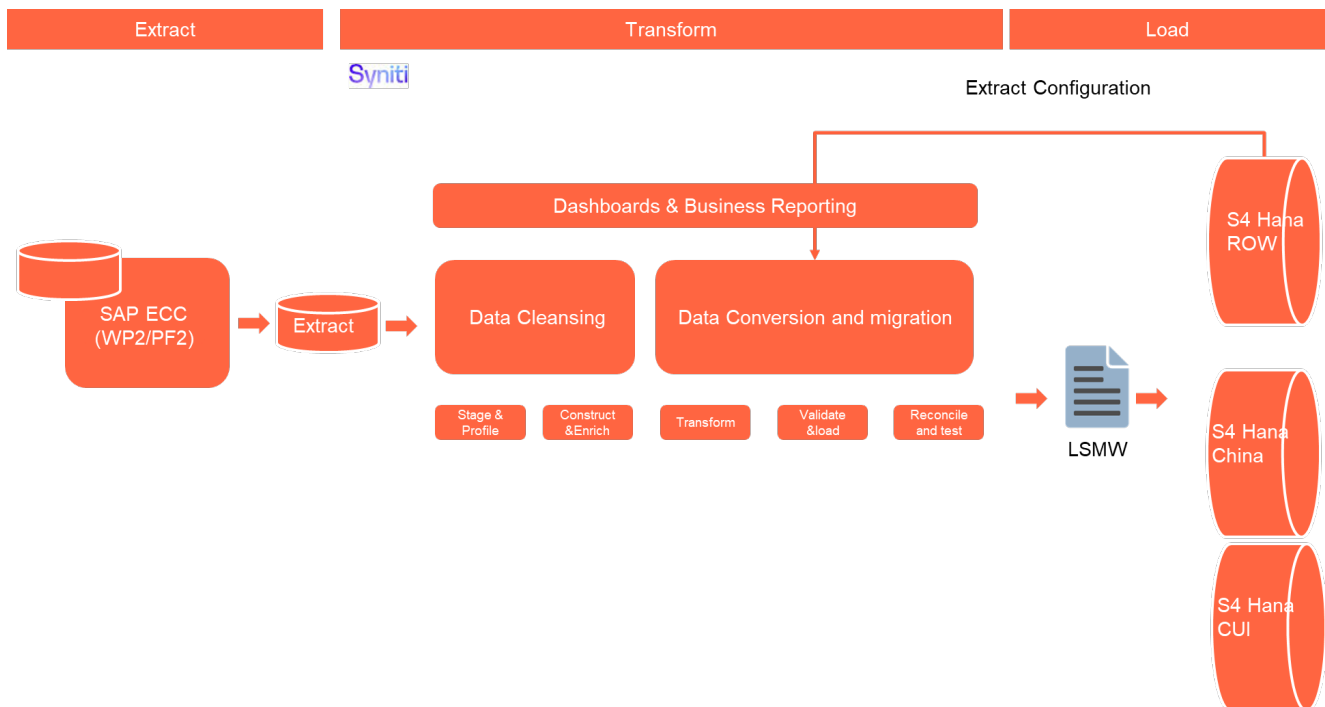 Extract
Transform
Load
Syniti
Extract Configuration
Dashboards & Business Reporting
S4 Hana
ROW
SAP ECC
(WP2/PF2)
Extract
Data Cleansing
Data Conversion and migration
Stage &
Profile
Construct
&Enrich
Transform
Validate
&load
Reconcile
and test
LSMW
S4 Hana
China
S4 Hana
CUI